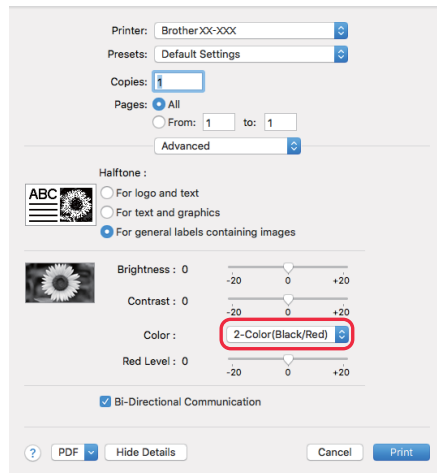 Printer: Brother XX-XXX
Presets: Default Settings
Copies: 1
Pages: All
From: 1 to: 1
Advanced
Halftone :
ABC
For logo and text
For text and graphics
For general labels containing images
Brightness : 0
-20 0 +20
Contrast : 0
-20 0 +20
Color : 2-Color(Black/Red)
Red Level : 0
-20 0 +20
Bi-Directional Communication
? PDF Hide Details Cancel Print